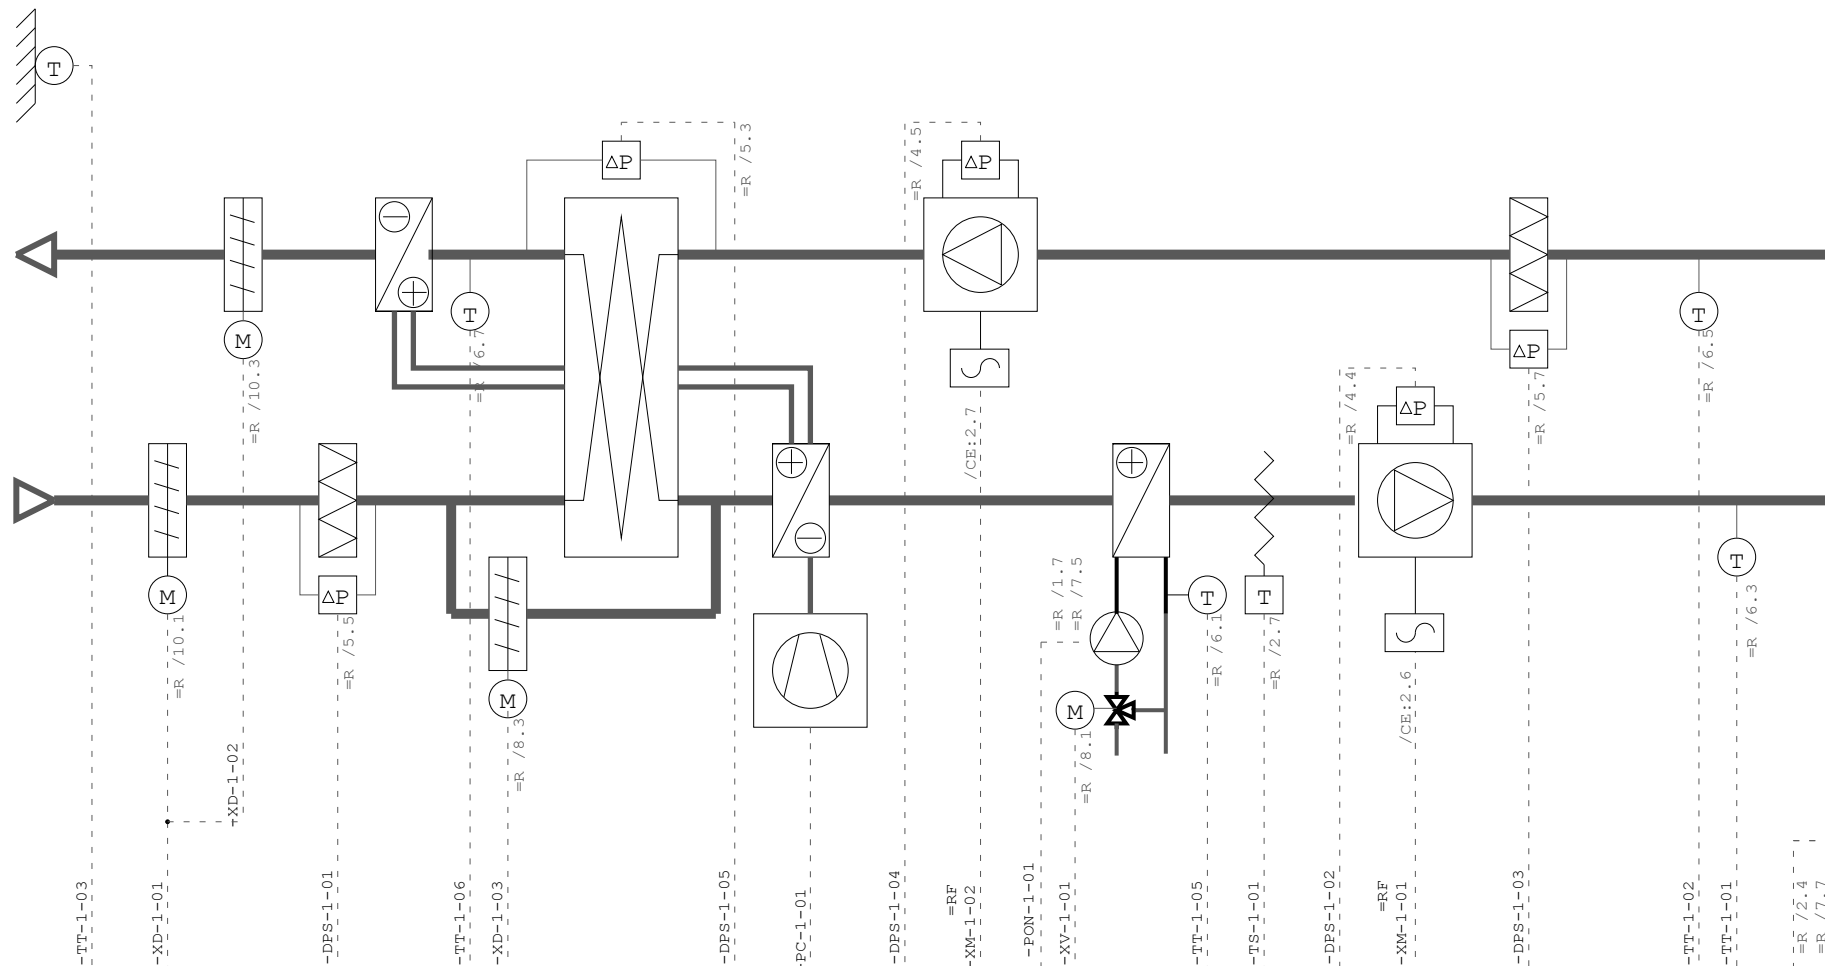 T
ΔP
=R /5.3
=R /4.5
ΔP
M
T
T
ΔP
=R /10.3
=R /6.7
=R /6.5
=R /5.7
=R /4.4
ΔP
/CE:2.7
M
ΔP
=R /10.1
=R /5.5
M
=R /8.3
=R /1.7
=R /7.5
T
T
=R /6.1
=R /2.7
M
=R /8.1
/CE:2.6
T
=R /6.3
-XD-1-02
-TT-1-03
-XD-1-01
-DPS-1-01
-TT-1-06
-XD-1-03
-DPS-1-05
-PC-1-01
-DPS-1-04
=RF
-XM-1-02
-PON-1-01
-XV-1-01
-TT-1-05
-TS-1-01
-DPS-1-02
=RF
-XM-1-01
-DPS-1-03
-TT-1-02
-TT-1-01
=R /2.4
=R /7.7